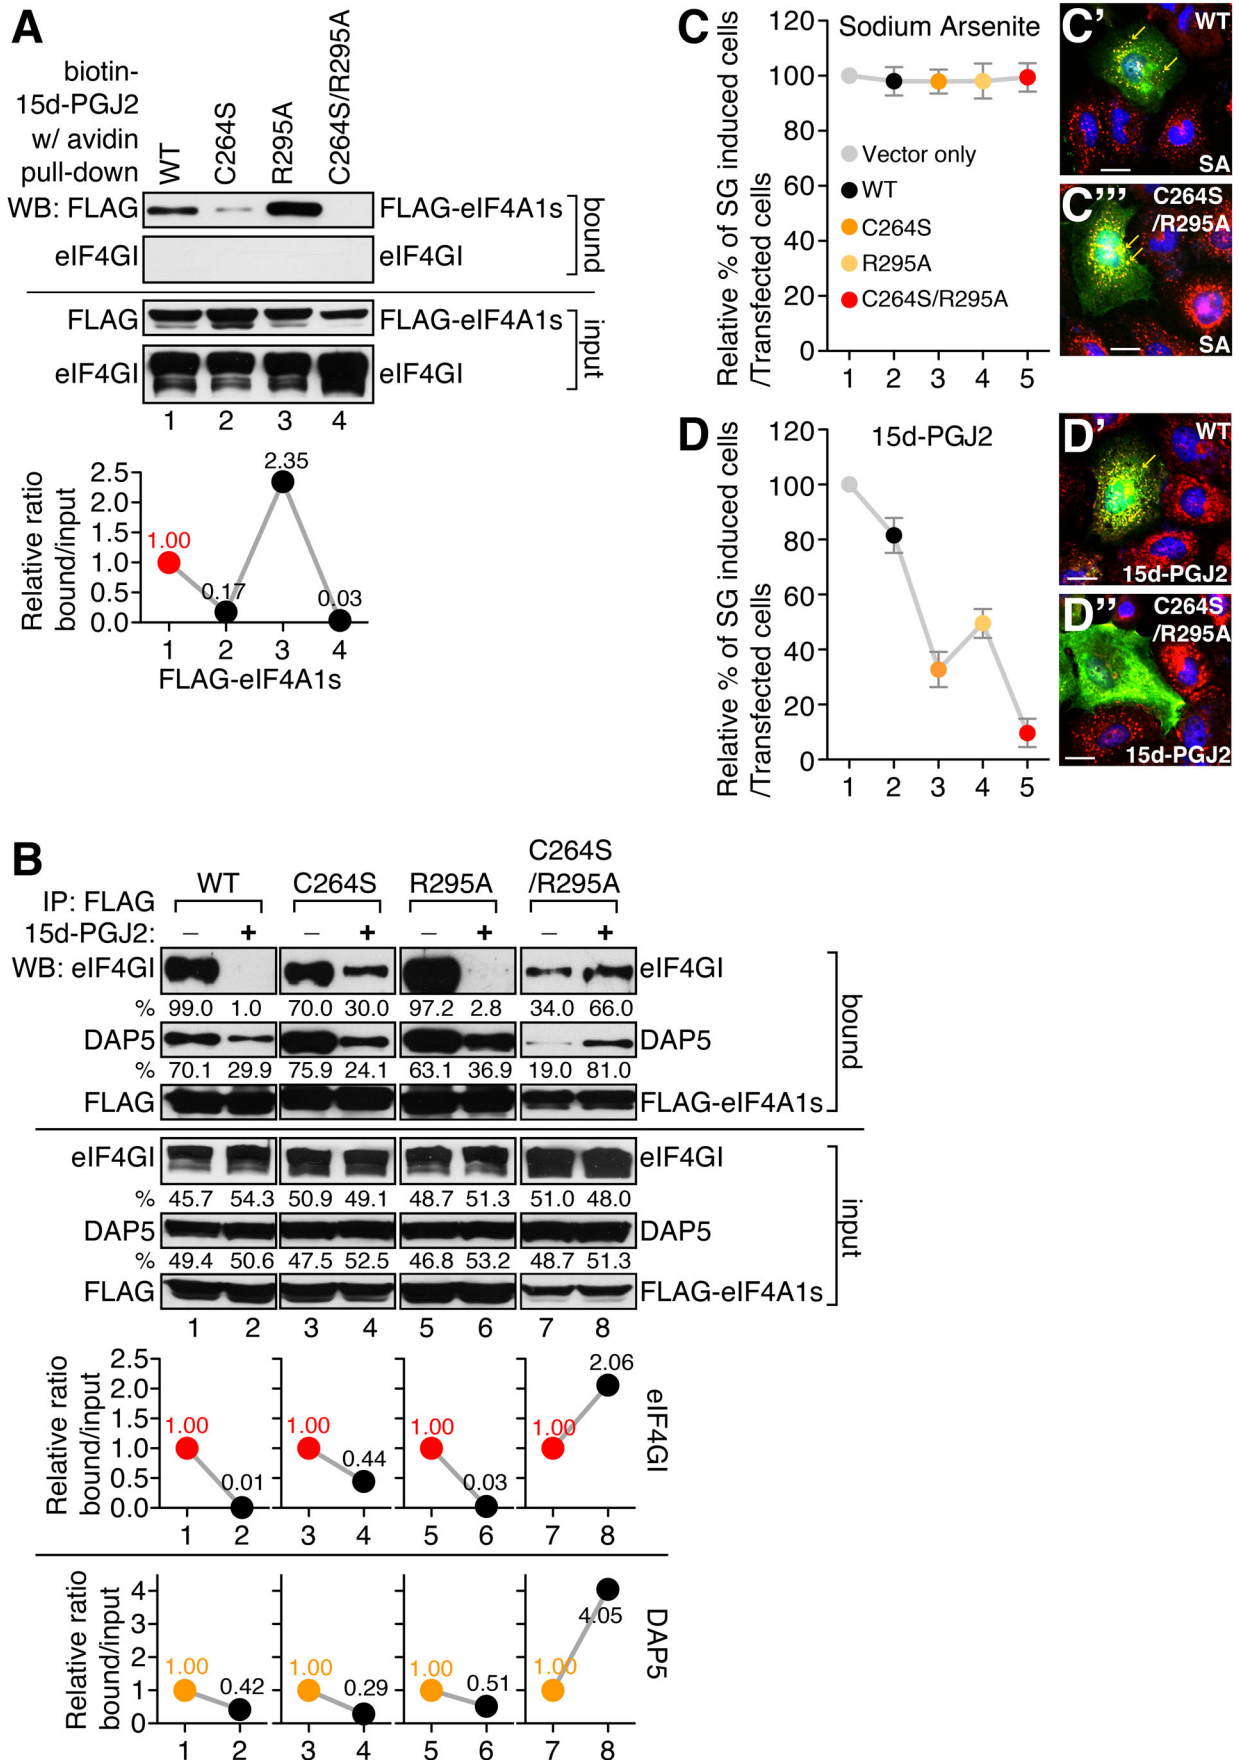 A
biotin-
15d-PGJ2
w/ avidin
pull-down
WT
C264S
R295A
C264S/R295A
WB: FLAG
FLAG-eIF4A1s
eIF4GI
eIF4GI
bound
FLAG
FLAG-eIF4A1s
eIF4GI
eIF4GI
input
1 2 3 4
Relative ratio
bound/input
2.5
2.0
1.5
1.0
0.5
0.0
1.00
0.17
2.35
0.03
1 2 3 4
FLAG-eIF4A1s
C
Relative % of SG induced cells
/Transfected cells
Sodium Arsenite
120
100
80
60
40
20
0
Vector only
WT
C264S
R295A
C264S/R295A
1 2 3 4 5
C’
WT
SA
C’’’
C264S
/R295A
SA
D
Relative % of SG induced cells
/Transfected cells
15d-PGJ2
120
100
80
60
40
20
0
1 2 3 4 5
D’
WT
15d-PGJ2
D’’
C264S
/R295A
15d-PGJ2
B
IP: FLAG
WT
C264S
R295A
C264S
/R295A
15d-PGJ2: – + – + – + – +
WB: eIF4GI
eIF4GI
% 99.0 1.0 70.0 30.0 97.2 2.8 34.0 66.0
DAP5
DAP5
% 70.1 29.9 75.9 24.1 63.1 36.9 19.0 81.0
FLAG
FLAG-eIF4A1s
bound
eIF4GI
eIF4GI
% 45.7 54.3 50.9 49.1 48.7 51.3 51.0 48.0
DAP5
DAP5
% 49.4 50.6 47.5 52.5 46.8 53.2 48.7 51.3
FLAG
FLAG-eIF4A1s
input
1 2 3 4 5 6 7 8
Relative ratio
bound/input
2.5
2.0
1.5
1.0
0.5
0.0
1.00 0.01 1.00 0.44 1.00 0.03 1.00 2.06
eIF4GI
1 2 3 4 5 6 7 8
Relative ratio
bound/input
4
3
2
1
0
1.00 0.42 1.00 0.29 1.00 0.51 1.00 4.05
DAP5
1 2 3 4 5 6 7 8